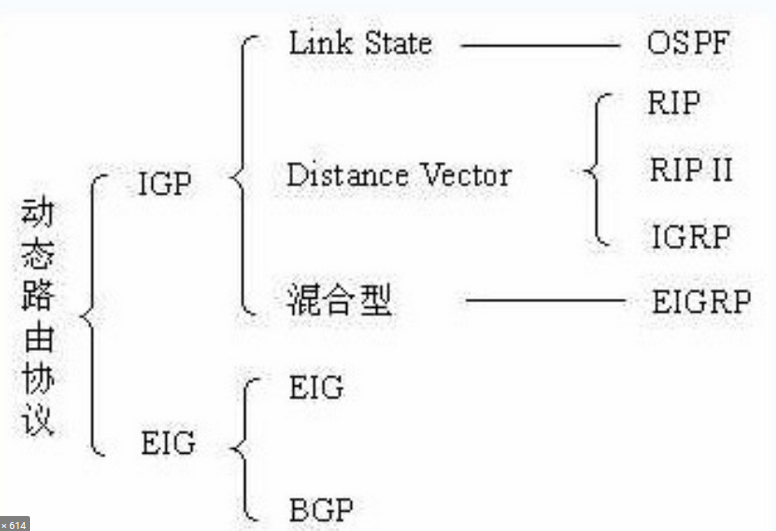 动态路由协议
IGP
Link State
OSPF
Distance Vector
RIP
RIP II
IGRP
混合型
EIGRP
EIG
EIG
BGP
× 614